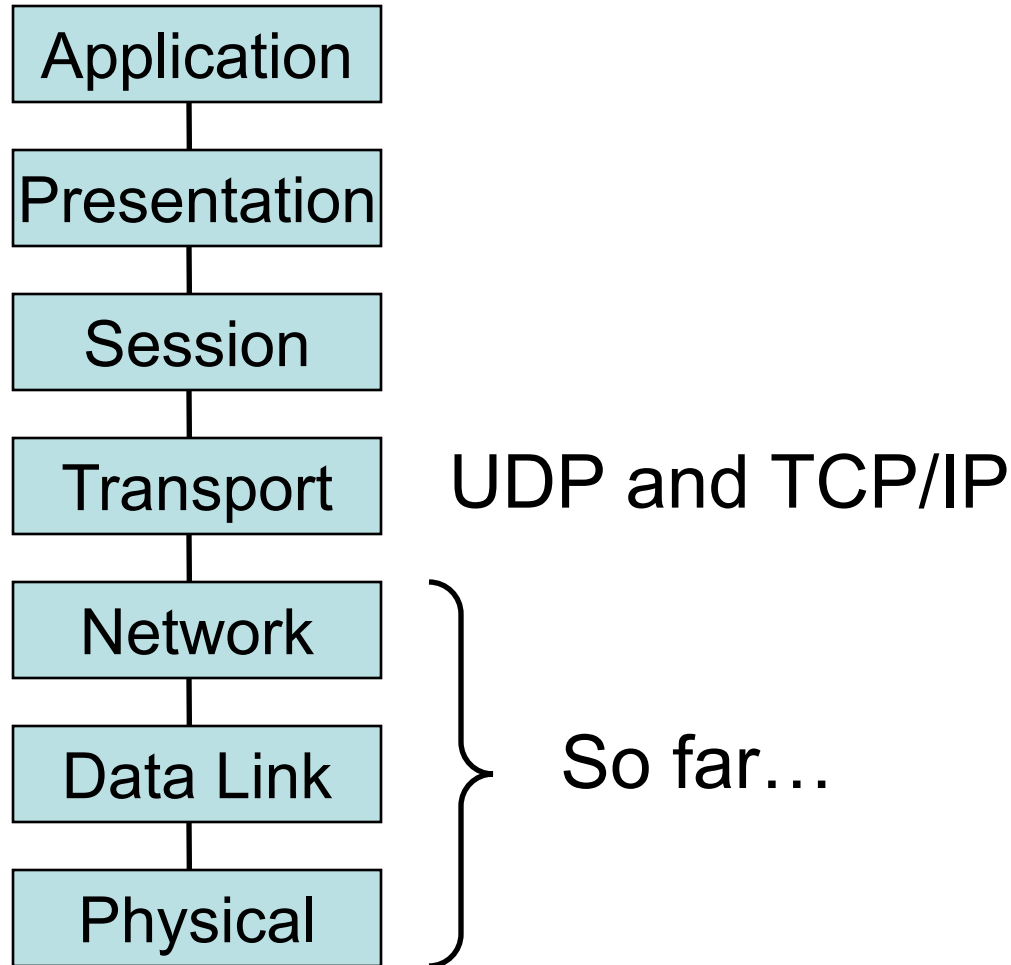 Application
Presentation
Session
Transport
UDP and TCP/IP
Network
Data Link
So far…
Physical